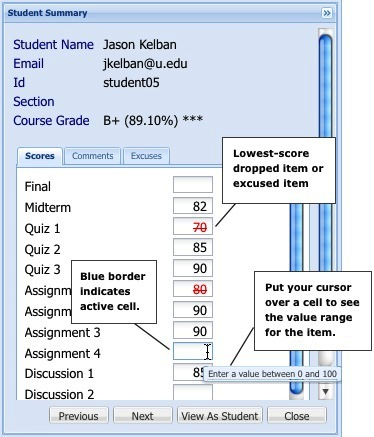 Student Summary
Student Name Jason Kelban
Email jkelban@u.edu
Id student05
Section
Course Grade B+ (89.10%) ***
Scores Comments Excuses
Lowest-score
dropped item or
excused item
Final
Midterm 82
Quiz 1 70
Quiz 2 85
Quiz 3 90
Blue border
indicates
active cell.
Put your cursor
over a cell to see
the value range
for the item.
Assignm 80
90
Assignment 3 90
Assignment 4
Enter a value between 0 and 100
Discussion 1 85
Discussion 2
Previous Next View As Student Close